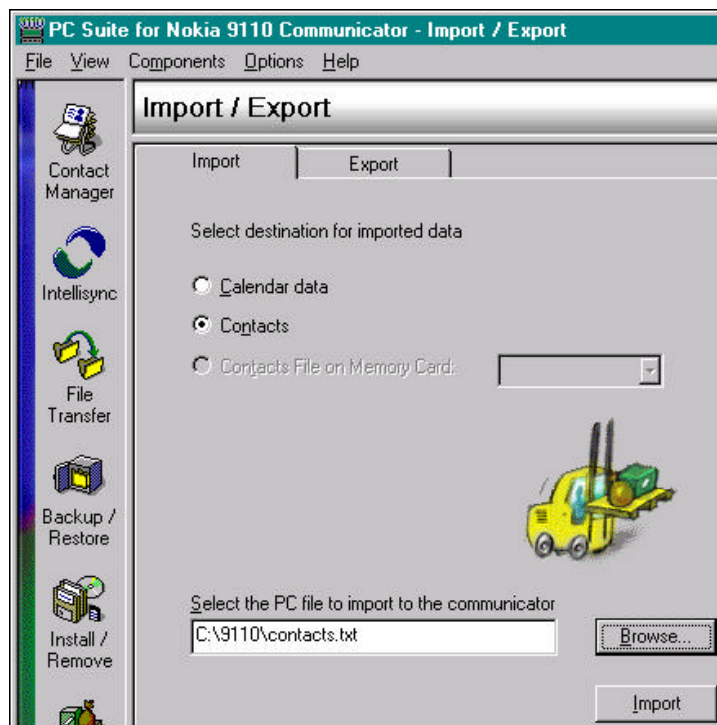 PC Suite for Nokia 9110 Communicator - Import / Export
File View Components Options Help
Import / Export
Contact
Manager
Intellisync
File
Transfer
Backup /
Restore
Install /
Remove
Import Export
Select destination for imported data
Calendar data
Contacts
Contacts File on Memory Card:
Select the PC file to import to the communicator
C:\9110\contacts.txt
Browse...
Import